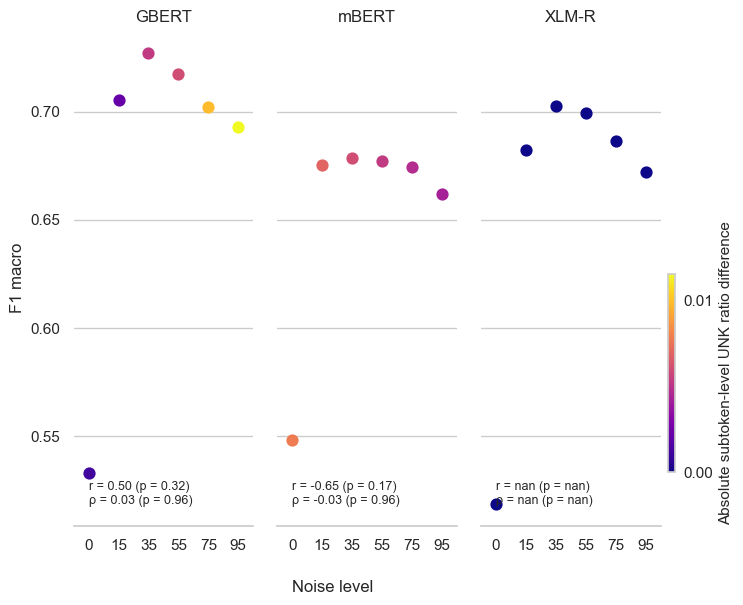 GBERT
mBERT
XLM-R
F1 macro
0.70
0.65
0.60
0.55
r = 0.50 (p = 0.32)
ρ = 0.03 (p = 0.96)
r = -0.65 (p = 0.17)
ρ = -0.03 (p = 0.96)
r = nan (p = nan)
ρ = nan (p = nan)
0 15 35 55 75 95
0 15 35 55 75 95
0 15 35 55 75 95
Noise level
0.01
0.00
Absolute subtoken-level UNK ratio difference